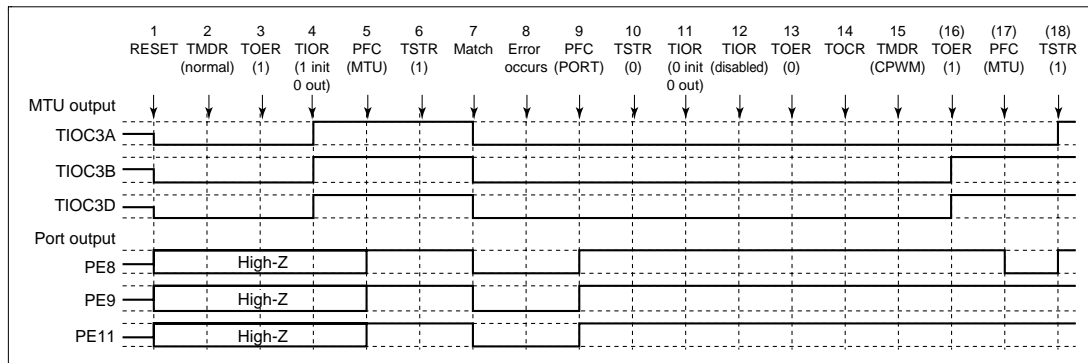 1 2 3 4 5 6 7 8 9 10 11 12 13 14 15 (16) (17) (18)
RESET TMDR TOER TIOR PFC TSTR Match Error PFC TSTR TIOR TIOR TOER TOCR TMDR TOER PFC TSTR
(normal) (1) (1 init (MTU) (1) occurs (PORT) (0) (0 init (disabled) (0) (CPWM) (1) (MTU) (1)
0 out) 0 out)
MTU output
TIOC3A
TIOC3B
TIOC3D
Port output
PE8 High-Z
PE9 High-Z
PE11 High-Z